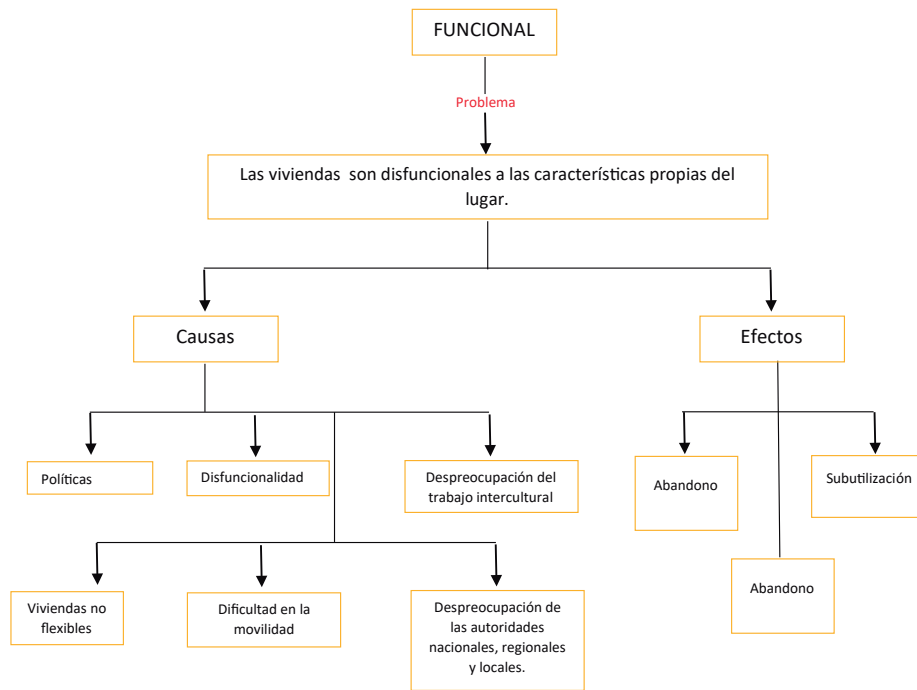 FUNCIONAL
Problema
Las viviendas son disfuncionales a las características propias del
lugar.
Causas
Efectos
Políticas
Disfuncionalidad
Despreocupación del
trabajo intercultural
Abandono
Subutilización
Viviendas no
flexibles
Dificultad en la
movilidad
Despreocupación de
las autoridades
nacionales, regionales
y locales.
Abandono